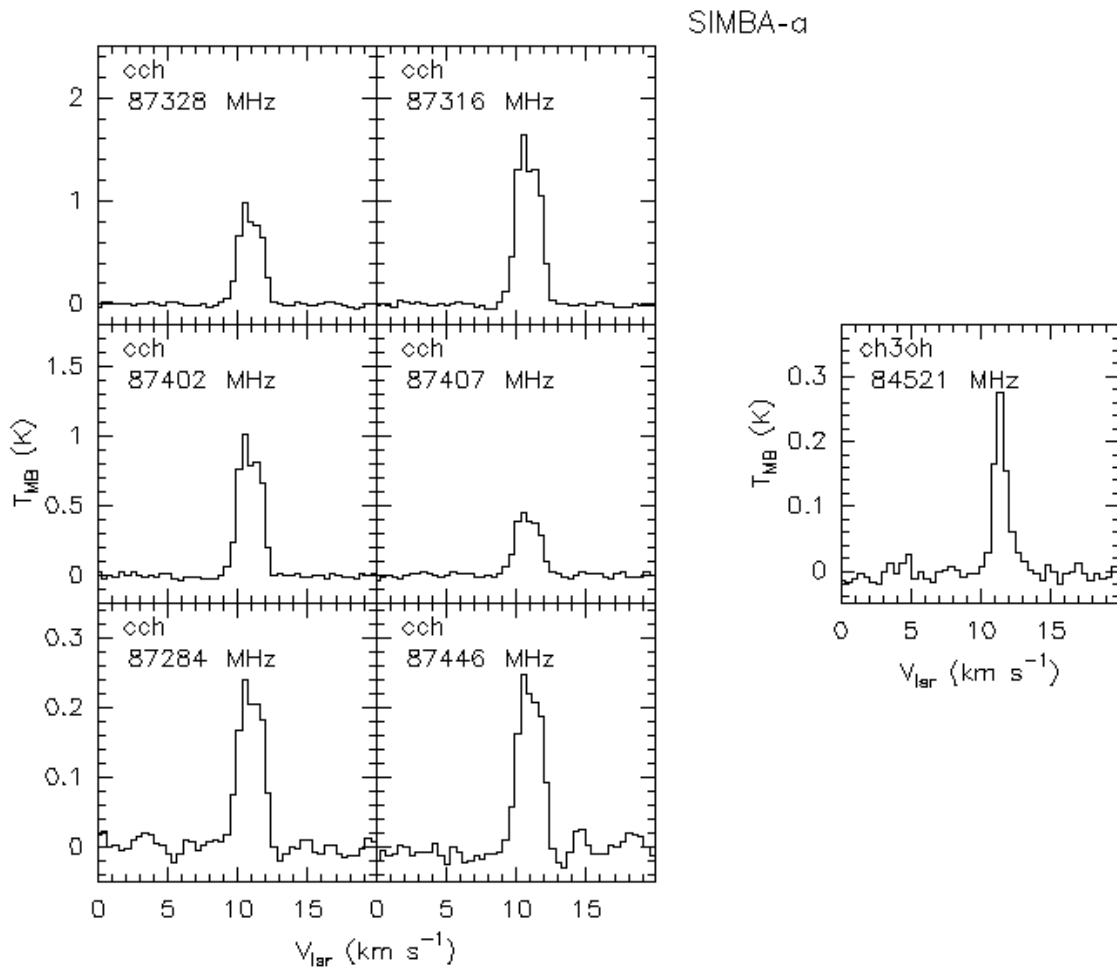 SIMBA-a
cch
87328 MHz
cch
87316 MHz
2
1
0
cch
87402 MHz
cch
87407 MHz
1.5
1
0.5
0
T_MB (K)
cch
87284 MHz
cch
87446 MHz
0.3
0.2
0.1
0
0 5 10 15 0 5 10 15
V_lsr (km s⁻¹)
ch3oh
84521 MHz
0.3
0.2
0.1
0
T_MB (K)
0 5 10 15
V_lsr (km s⁻¹)